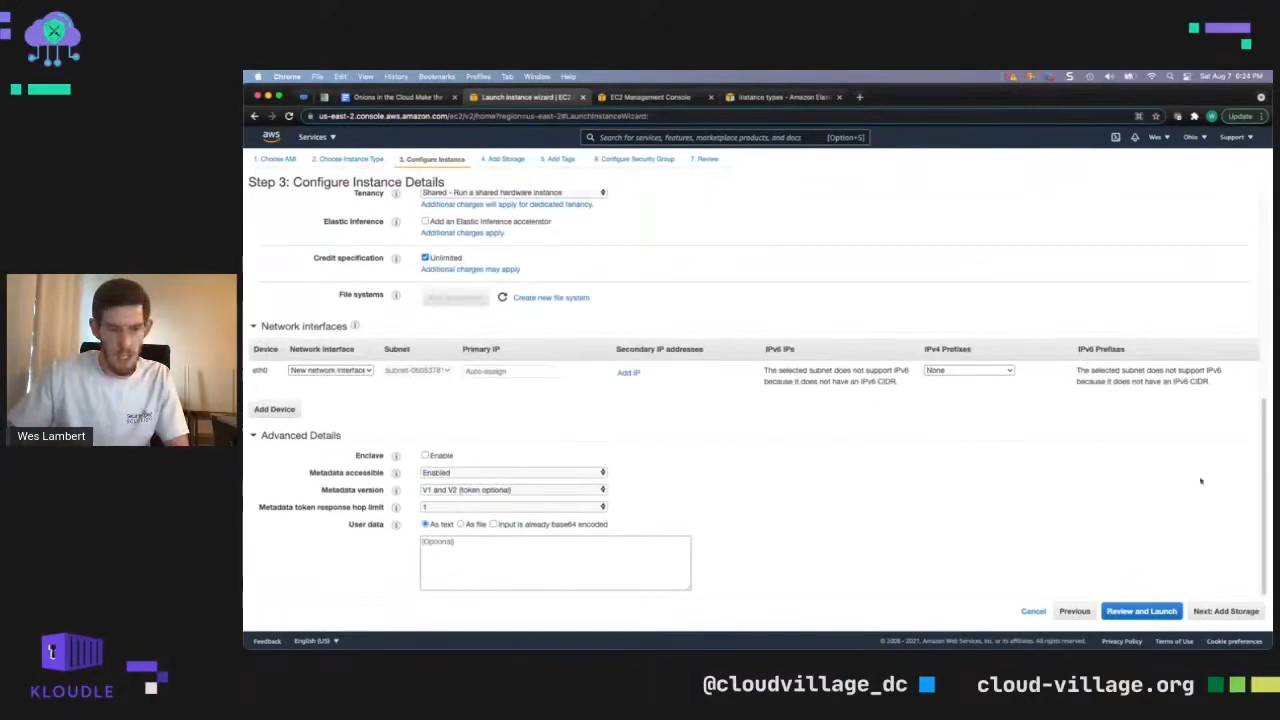 Chrome File Edit View History Bookmarks Profiles Tab Window Help
Sat Aug 7 6:24 PM
Onions in the Cloud Make the
Launch instance wizard | EC2
EC2 Management Console
Instance types - Amazon Elas
us-east-2.console.aws.amazon.com/ec2/v2/home?region=us-east-2#LaunchInstanceWizard:
Update
aws
Services
Search for services, features, marketplace products, and docs
[Option+S]
Wes
Ohio
Support
1. Choose AMI
2. Choose Instance Type
3. Configure Instance
4. Add Storage
5. Add Tags
6. Configure Security Group
7. Review
Step 3: Configure Instance Details
Tenancy
Shared - Run a shared hardware instance
Additional charges will apply for dedicated tenancy.
Elastic Inference
Add an Elastic Inference accelerator
Additional charges apply.
Credit specification
Unlimited
Additional charges may apply
File systems
Create new file system
Network interfaces
Device
Network Interface
Subnet
Primary IP
Secondary IP addresses
IPv6 IPs
IPv4 Prefixes
IPv6 Prefixes
eth0
New network interface
Auto-assign
Add IP
The selected subnet does not support IPv6
because it does not have an IPv6 CIDR.
None
The selected subnet does not support IPv6
because it does not have an IPv6 CIDR.
Add Device
Advanced Details
Enclave
Enable
Metadata accessible
Enabled
Metadata version
V1 and V2 (token optional)
Metadata token response hop limit
1
User data
As text
As file
Input is already base64 encoded
(Optional)
Cancel
Previous
Review and Launch
Next: Add Storage
Feedback
English (US)
© 2008 - 2021, Amazon Web Services, Inc. or its affiliates. All rights reserved.
Privacy Policy
Terms of Use
Cookie preferences
Wes Lambert
KLOUDLE
@cloudvillage_dc
cloud-village.org